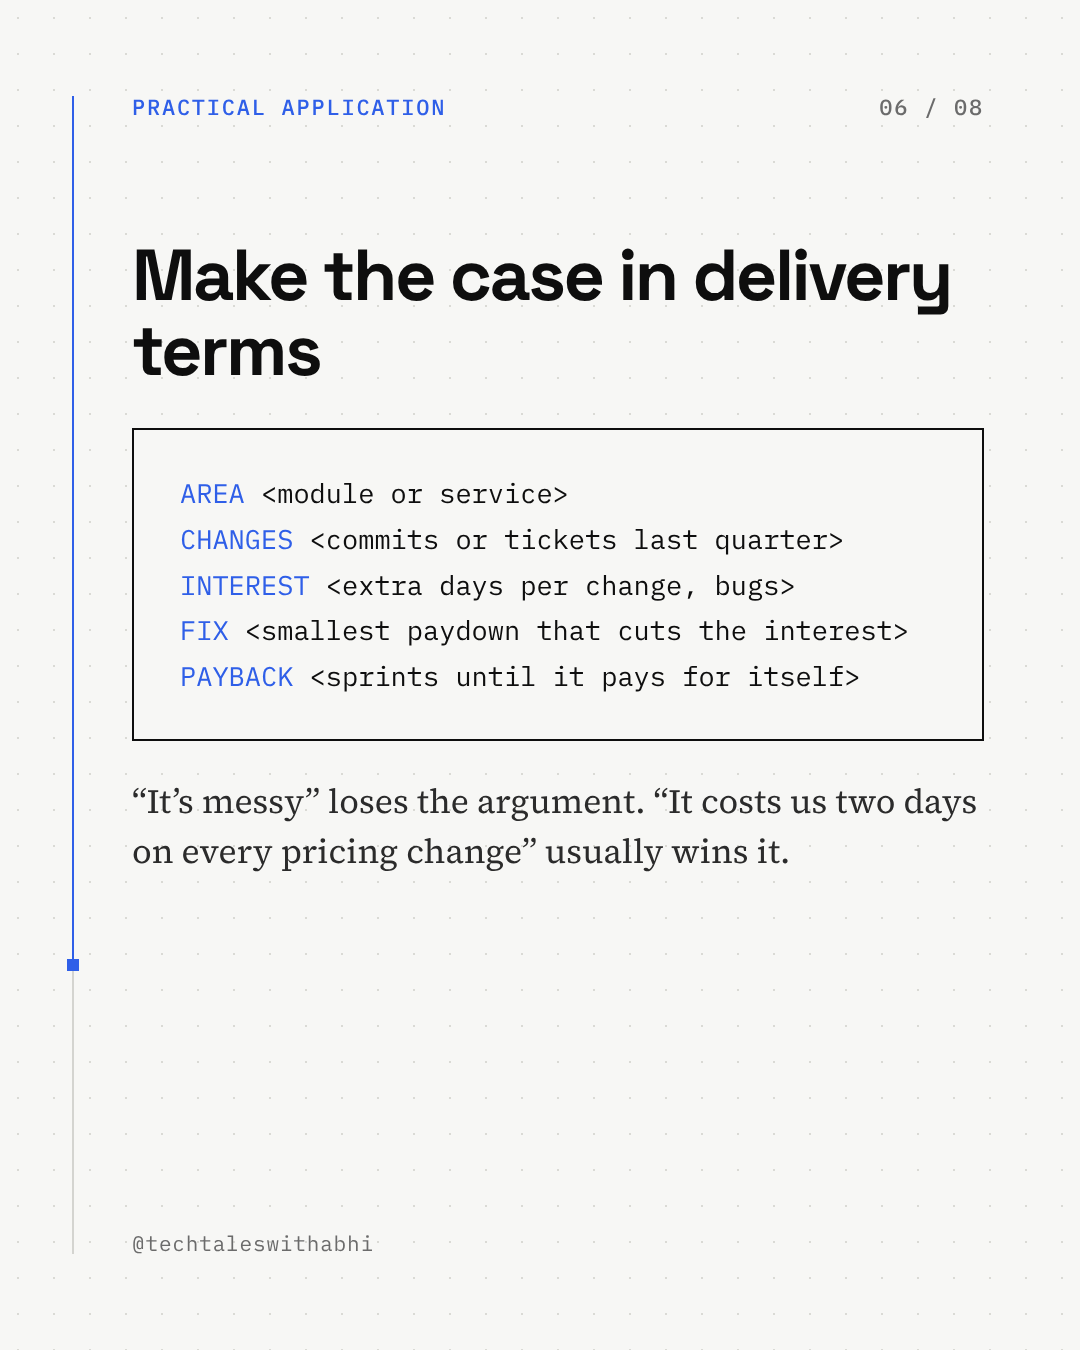 PRACTICAL APPLICATION
06 / 08
Make the case in delivery
terms
AREA <module or service>
CHANGES <commits or tickets last quarter>
INTEREST <extra days per change, bugs>
FIX <smallest paydown that cuts the interest>
PAYBACK <sprints until it pays for itself>
“It’s messy” loses the argument. “It costs us two days
on every pricing change” usually wins it.
@techtaleswithabhi